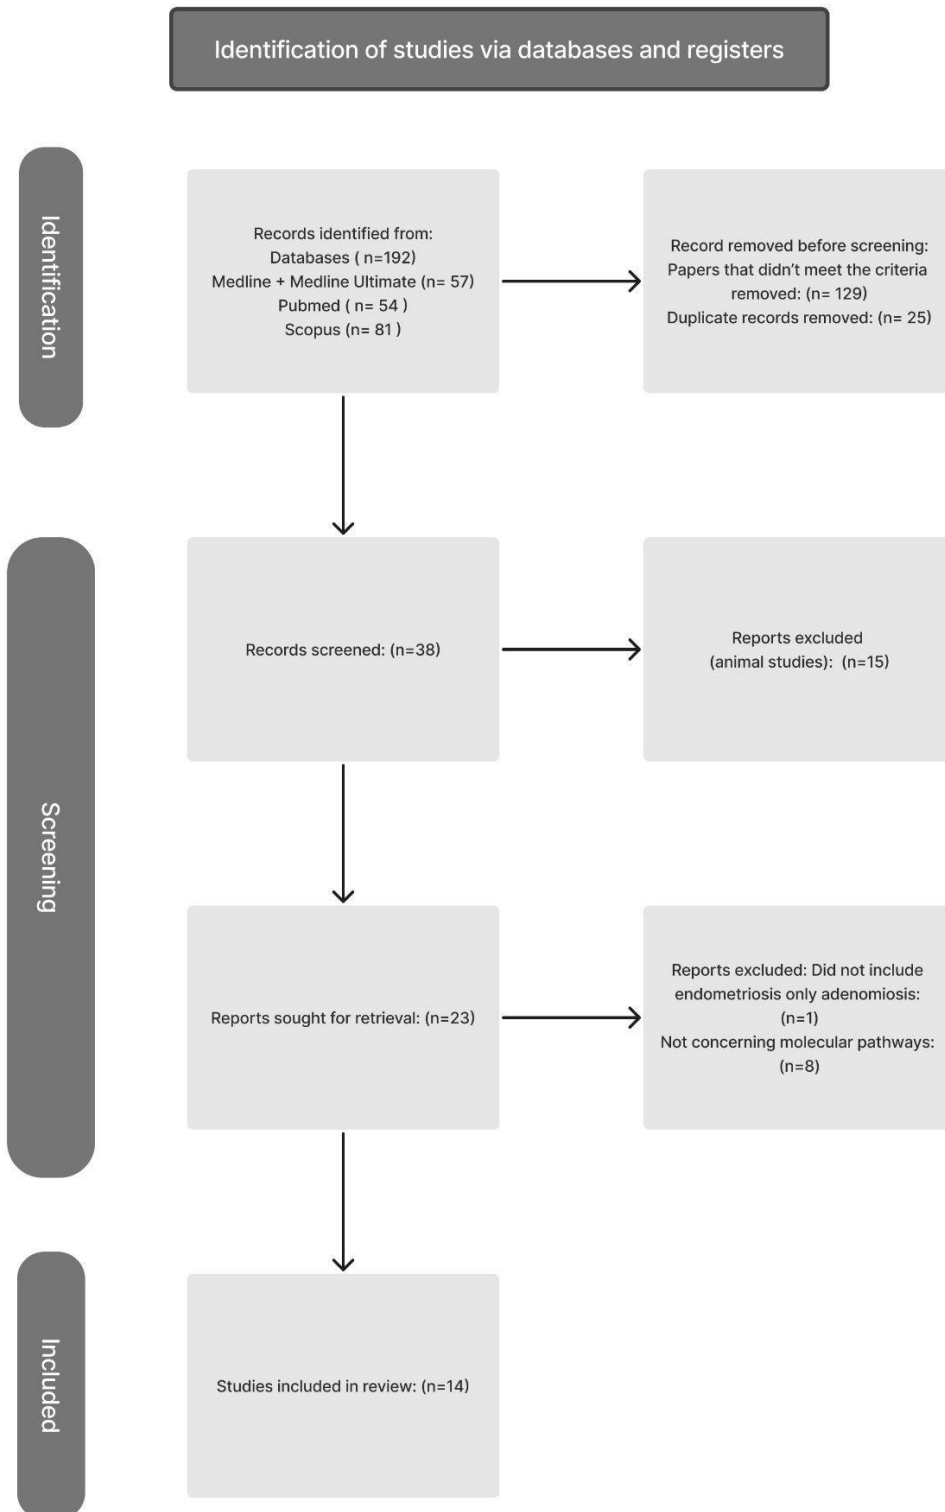 Identification of studies via databases and registers
Identification
Records identified from:
Databases ( n=192)
Medline + Medline Ultimate (n= 57)
Pubmed ( n= 54 )
Scopus (n= 81 )
Record removed before screening:
Papers that didn’t meet the criteria
removed: (n= 129)
Duplicate records removed: (n= 25)
Screening
Records screened: (n=38)
Reports excluded
(animal studies): (n=15)
Reports sought for retrieval: (n=23)
Reports excluded: Did not include
endometriosis only adenomiosis:
(n=1)
Not concerning molecular pathways:
(n=8)
Included
Studies included in review: (n=14)